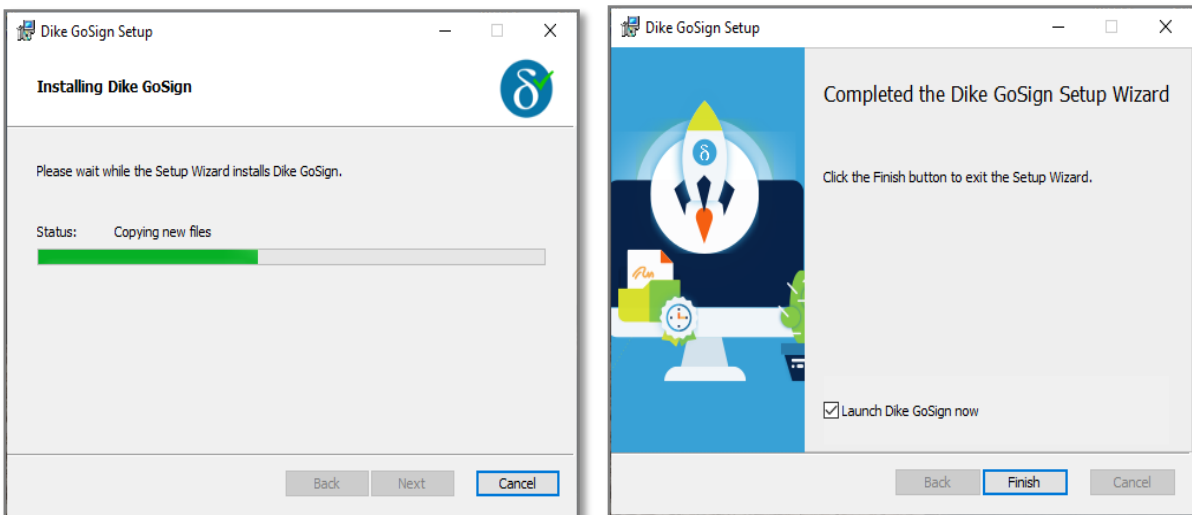 Dike GoSign Setup
Installing Dike GoSign
δ
Please wait while the Setup Wizard installs Dike GoSign.
Status: Copying new files
Back Next Cancel
Dike GoSign Setup
Completed the Dike GoSign Setup Wizard
δ
Click the Finish button to exit the Setup Wizard.
Launch Dike GoSign now
Back Finish Cancel